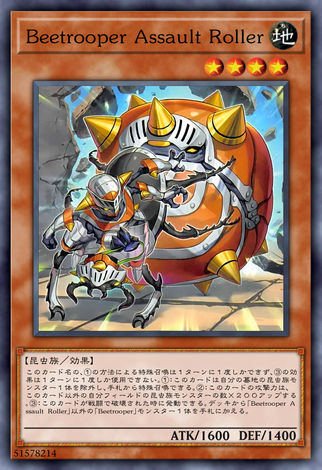 Beetrooper Assault Roller
地
【昆虫族／効果】
このカード名の、①の方法による特殊召喚は１ターンに１度しかできず、③の効
果は１ターンに１度しか使用できない。①：このカードは自分の墓地の昆虫族モ
ンスター１体を除外し、手札から特殊召喚できる。②：このカードの攻撃力は、
このカード以外の自分フィールドの昆虫族モンスターの数×２００アップす
る。③：このカードが戦闘で破壊された時に発動できる。デッキから「Beetrooper A
ssault Roller」以外の「Beetrooper」モンスター１体を手札に加える。
ATK/1600 DEF/1400
51578214